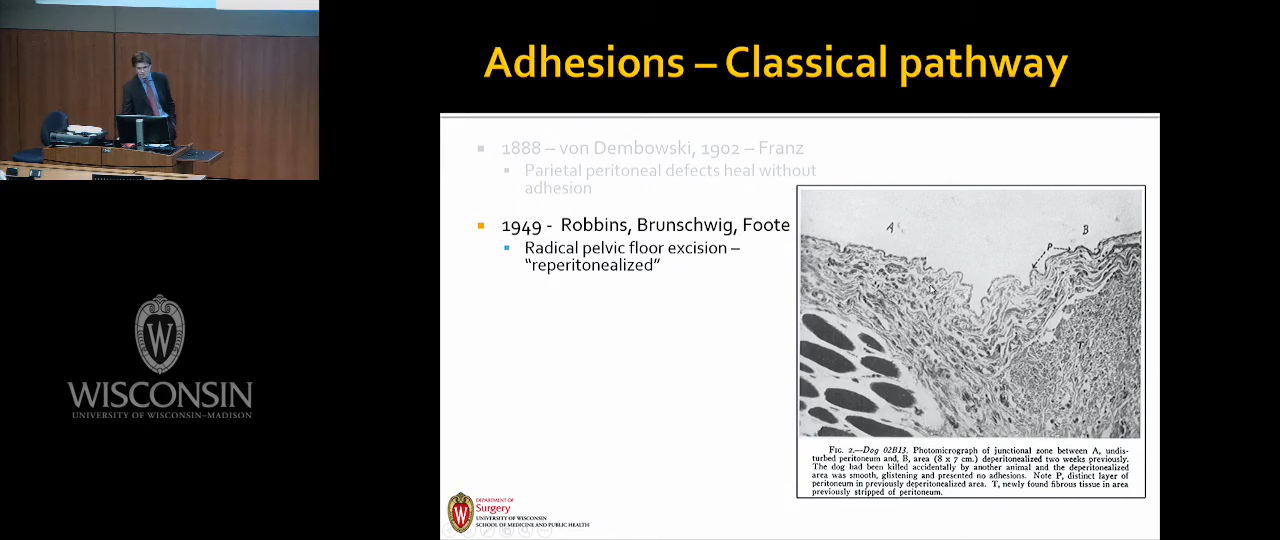 Adhesions – Classical pathway
1888 – von Dembowski, 1902 – Franz
Parietal peritoneal defects heal without
adhesion
1949 - Robbins, Brunschwig, Foote
Radical pelvic floor excision –
“reperitonealized”
A
B
P
T
FIG. 2.—Dog 02B13. Photomicrograph of junctional zone between A, undis-
turbed peritoneum and, B, area (8 x 7 cm.) deperitonealized two weeks previously.
The dog had been killed accidentally by another animal and the deperitonealized
area was smooth, glistening and presented no adhesions. Note P, distinct layer of
peritoneum in previously deperitonealized area. T, newly found fibrous tissue in area
previously stripped of peritoneum.
W
WISCONSIN
UNIVERSITY OF WISCONSIN–MADISON
W
DEPARTMENT OF
Surgery
UNIVERSITY OF WISCONSIN
SCHOOL OF MEDICINE AND PUBLIC HEALTH